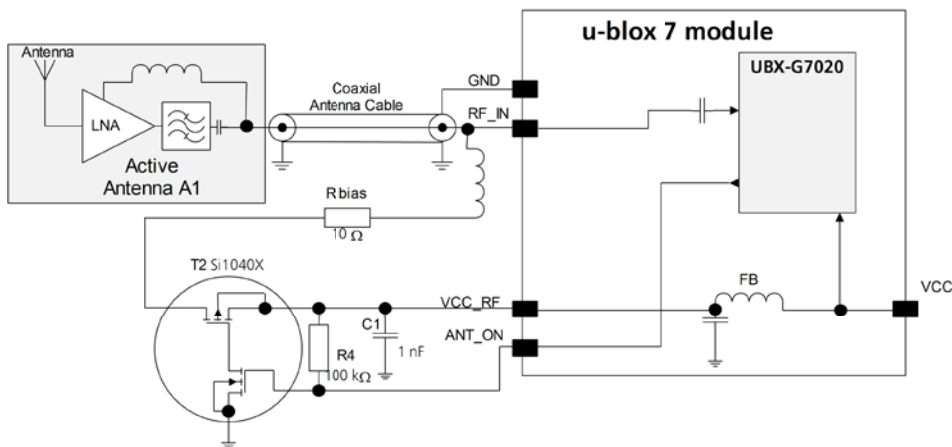 u-blox 7 module
UBX-G7020
Antenna
LNA
Active
Antenna A1
Coaxial
Antenna Cable
GND
RF_IN
Rbias
10 Ω
T2 Si1040X
R4
100 kΩ
C1
1 nF
VCC_RF
ANT_ON
FB
VCC